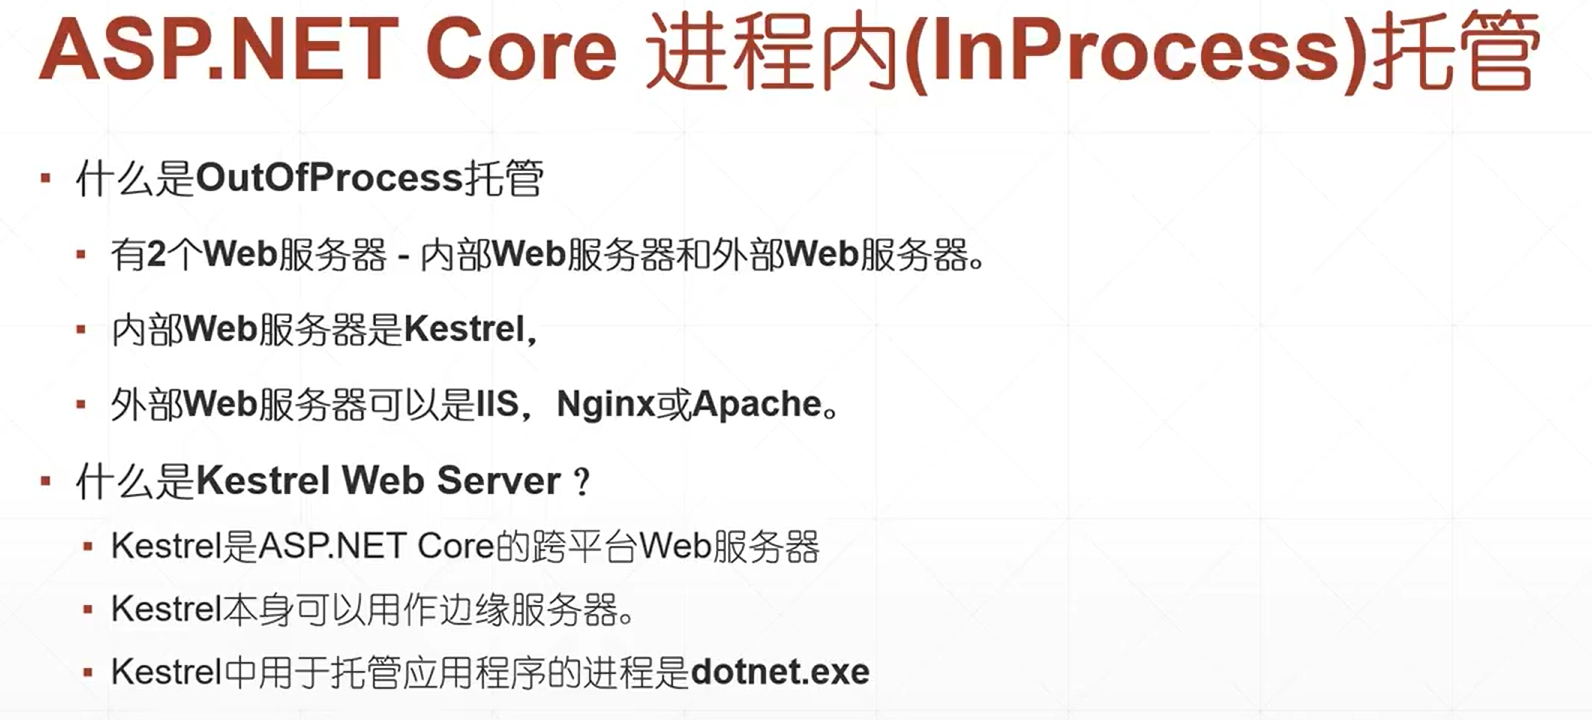 ASP.NET Core 进程内(InProcess)托管
什么是OutOfProcess托管
有2个Web服务器 - 内部Web服务器和外部Web服务器。
内部Web服务器是Kestrel，
外部Web服务器可以是IIS，Nginx或Apache。
什么是Kestrel Web Server ？
Kestrel是ASP.NET Core的跨平台Web服务器
Kestrel本身可以用作边缘服务器。
Kestrel中用于托管应用程序的进程是dotnet.exe